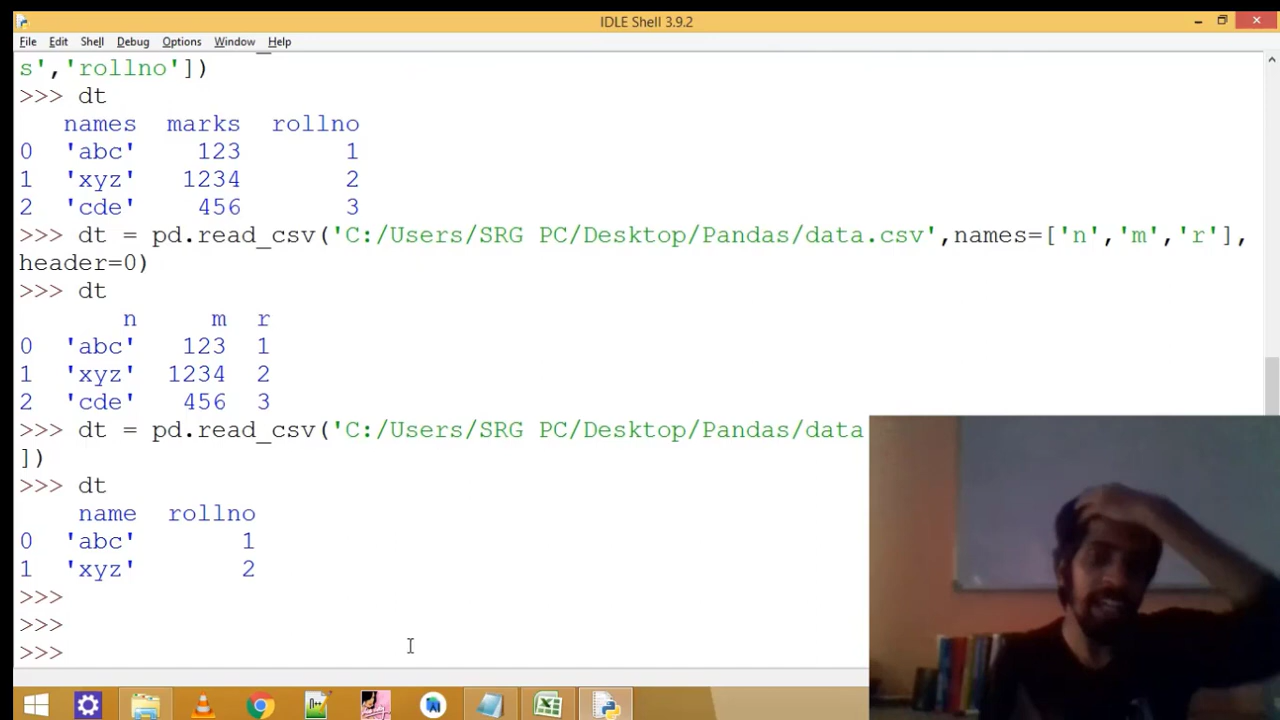 IDLE Shell 3.9.2
File Edit Shell Debug Options Window Help
s','rollno'])
>>> dt
names marks rollno
0 'abc' 123 1
1 'xyz' 1234 2
2 'cde' 456 3
>>> dt = pd.read_csv('C:/Users/SRG PC/Desktop/Pandas/data.csv',names=['n','m','r'],
header=0)
>>> dt
n m r
0 'abc' 123 1
1 'xyz' 1234 2
2 'cde' 456 3
>>> dt = pd.read_csv('C:/Users/SRG PC/Desktop/Pandas/data
])
>>> dt
name rollno
0 'abc' 1
1 'xyz' 2
>>>
>>>
>>>